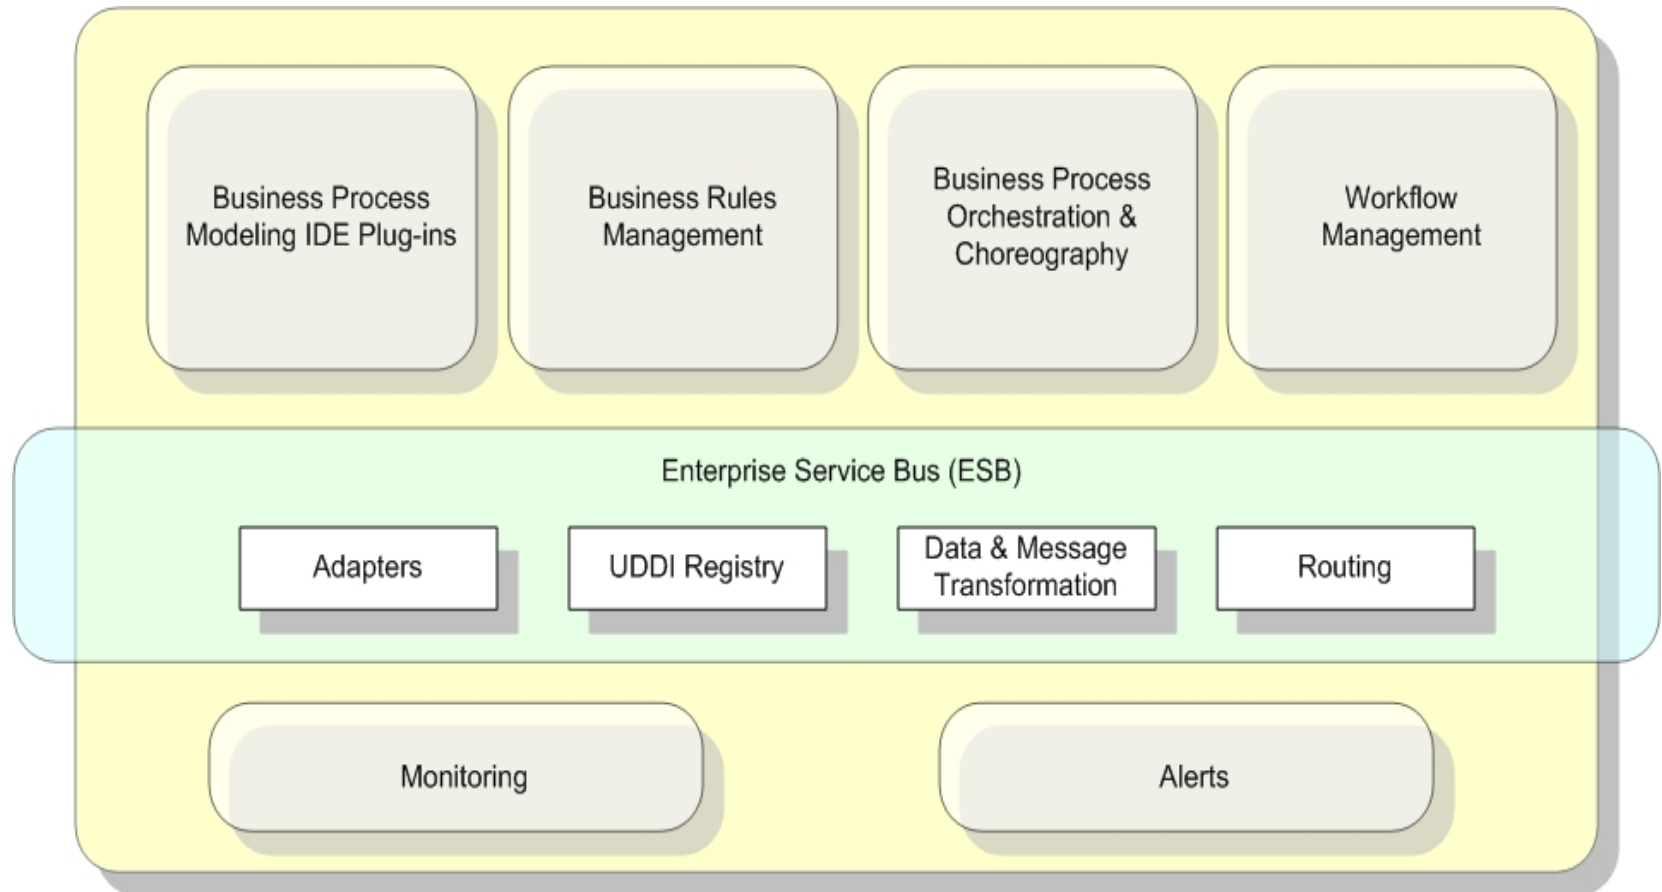 Business Process
Modeling IDE Plug-ins
Business Rules
Management
Business Process
Orchestration &
Choreography
Workflow
Management
Enterprise Service Bus (ESB)
Adapters
UDDI Registry
Data & Message
Transformation
Routing
Monitoring
Alerts